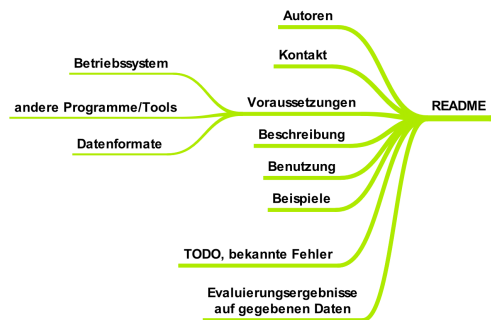 Autoren
Kontakt
Betriebssystem
Voraussetzungen
README
andere Programme/Tools
Beschreibung
Datenformate
Benutzung
Beispiele
TODO, bekannte Fehler
Evaluierungsergebnisse
auf gegebenen Daten